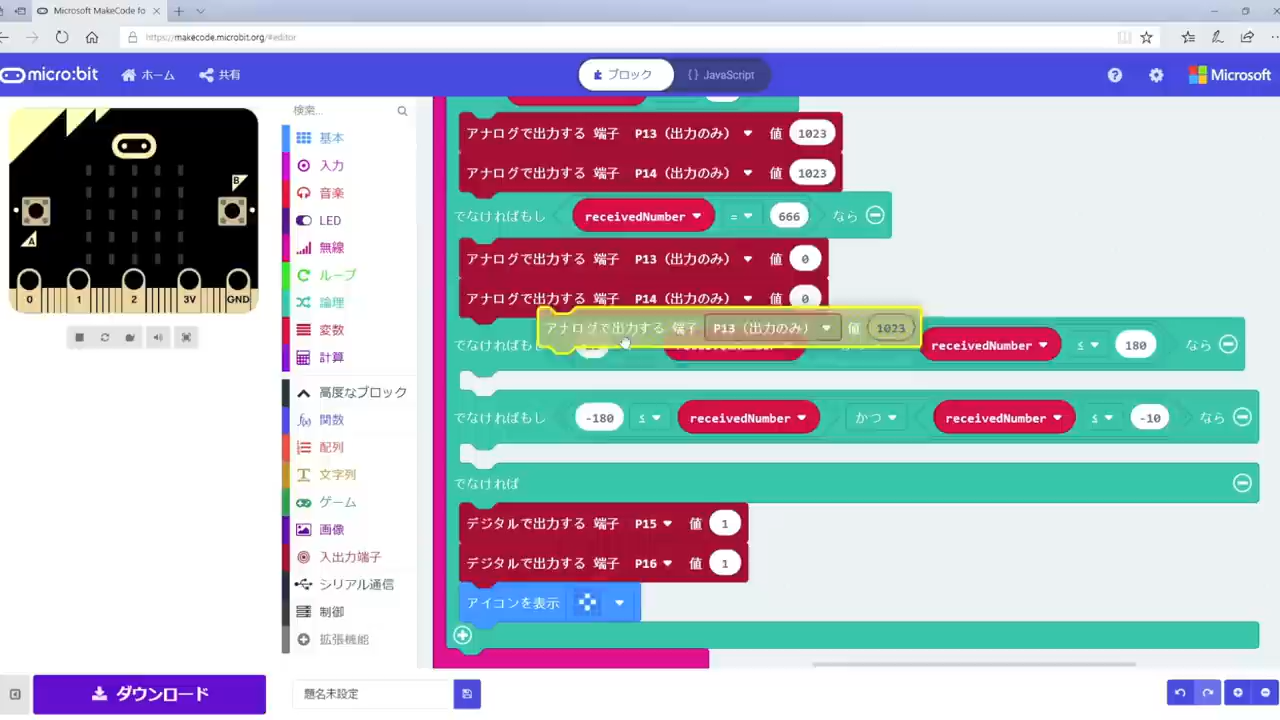 Microsoft MakeCode fo
https://makecode.microbit.org/#editor
micro:bit
ホーム
共有
ブロック
{ } JavaScript
Microsoft
検索...
基本
入力
音楽
LED
無線
ループ
論理
変数
計算
高度なブロック
関数
配列
文字列
ゲーム
画像
入出力端子
シリアル通信
制御
拡張機能
A
B
0
1
2
3V
GND
アナログで出力する 端子 P13（出力のみ） 値 1023
アナログで出力する 端子 P14（出力のみ） 値 1023
でなければもし receivedNumber = 666 なら
アナログで出力する 端子 P13（出力のみ） 値 0
アナログで出力する 端子 P14（出力のみ） 値 0
アナログで出力する 端子 P13（出力のみ） 値 1023
でなければも receivedNumber ≤ 180 なら
でなければもし -180 ≤ receivedNumber かつ receivedNumber ≤ -10 なら
でなければ
デジタルで出力する 端子 P15 値 1
デジタルで出力する 端子 P16 値 1
アイコンを表示
ダウンロード
題名未設定